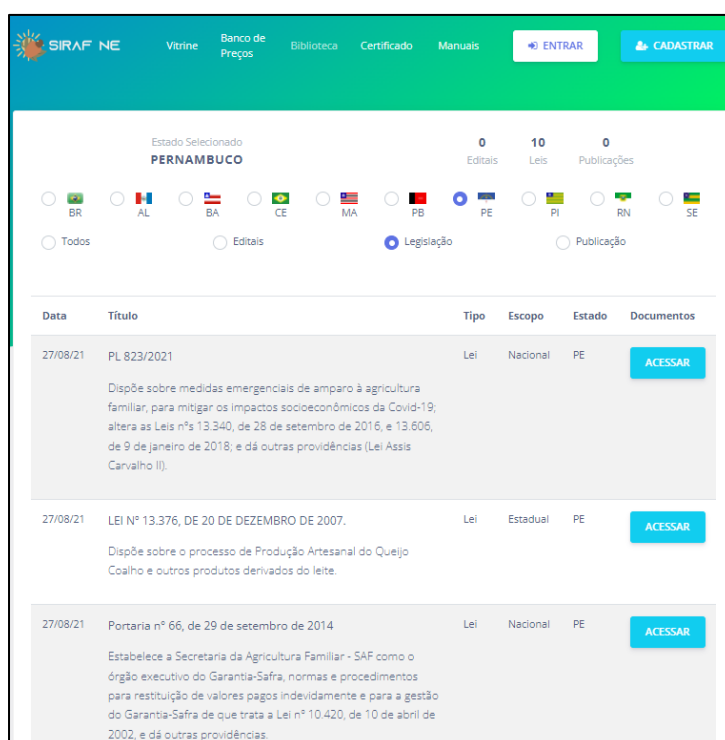 SIRAF NE Vitrine Banco de Preços Biblioteca Certificado Manuais ENTRAR CADASTRAR
Estado Selecionado
PERNAMBUCO
0 10 0
Editais Leis Publicações
BR AL BA CE MA PB PE PI RN SE
Todos Editais Legislação Publicação
Data Título Tipo Escopo Estado Documentos
27/08/21 PL 823/2021 Lei Nacional PE ACESSAR
Dispõe sobre medidas emergenciais de amparo à agricultura
familiar, para mitigar os impactos socioeconômicos da Covid-19;
altera as Leis nºs 13.340, de 28 de setembro de 2016, e 13.606,
de 9 de janeiro de 2018; e dá outras providências (Lei Assis
Carvalho II).
27/08/21 LEI Nº 13.376, DE 20 DE DEZEMBRO DE 2007. Lei Estadual PE ACESSAR
Dispõe sobre o processo de Produção Artesanal do Queijo
Coalho e outros produtos derivados do leite.
27/08/21 Portaria nº 66, de 29 de setembro de 2014 Lei Nacional PE ACESSAR
Estabelece a Secretaria da Agricultura Familiar - SAF como o
órgão executivo do Garantia-Safra, normas e procedimentos
para restituição de valores pagos indevidamente e para a gestão
do Garantia-Safra de que trata a Lei nº 10.420, de 10 de abril de
2002, e dá outras providências.